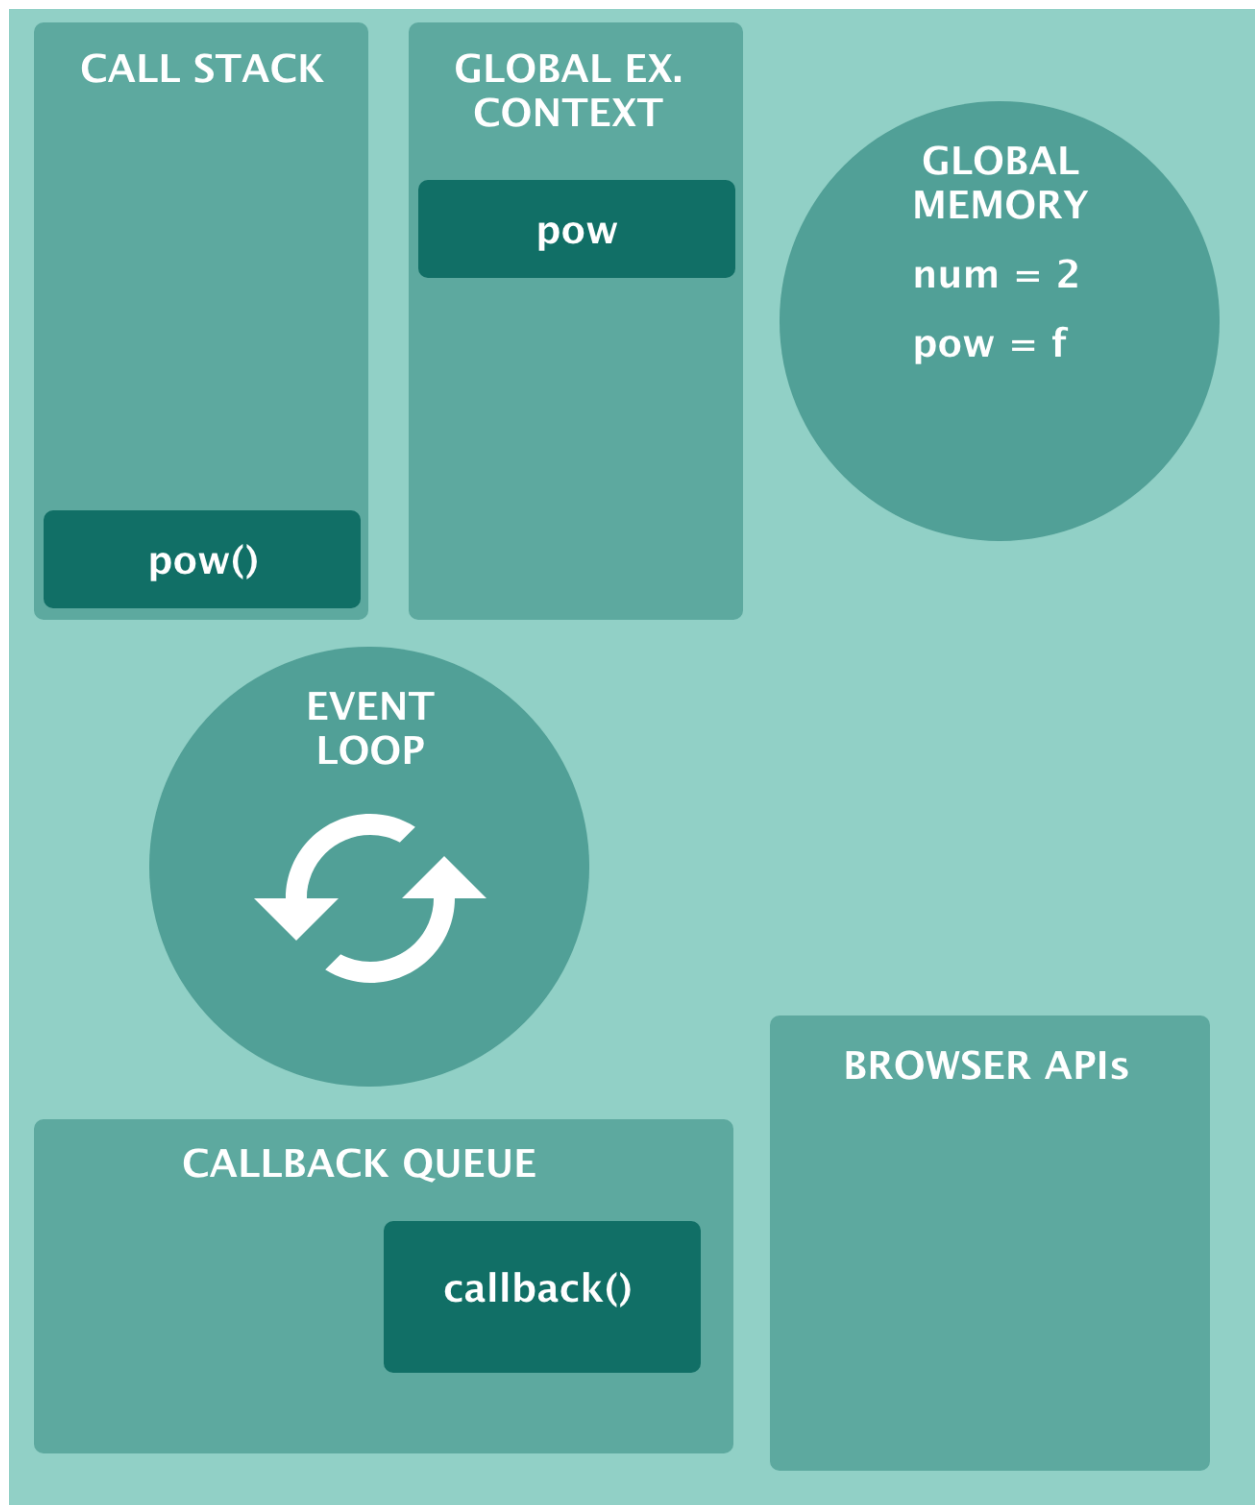 CALL STACK
pow()
GLOBAL EX.
CONTEXT
pow
GLOBAL
MEMORY
num = 2
pow = f
EVENT
LOOP
CALLBACK QUEUE
callback()
BROWSER APIs